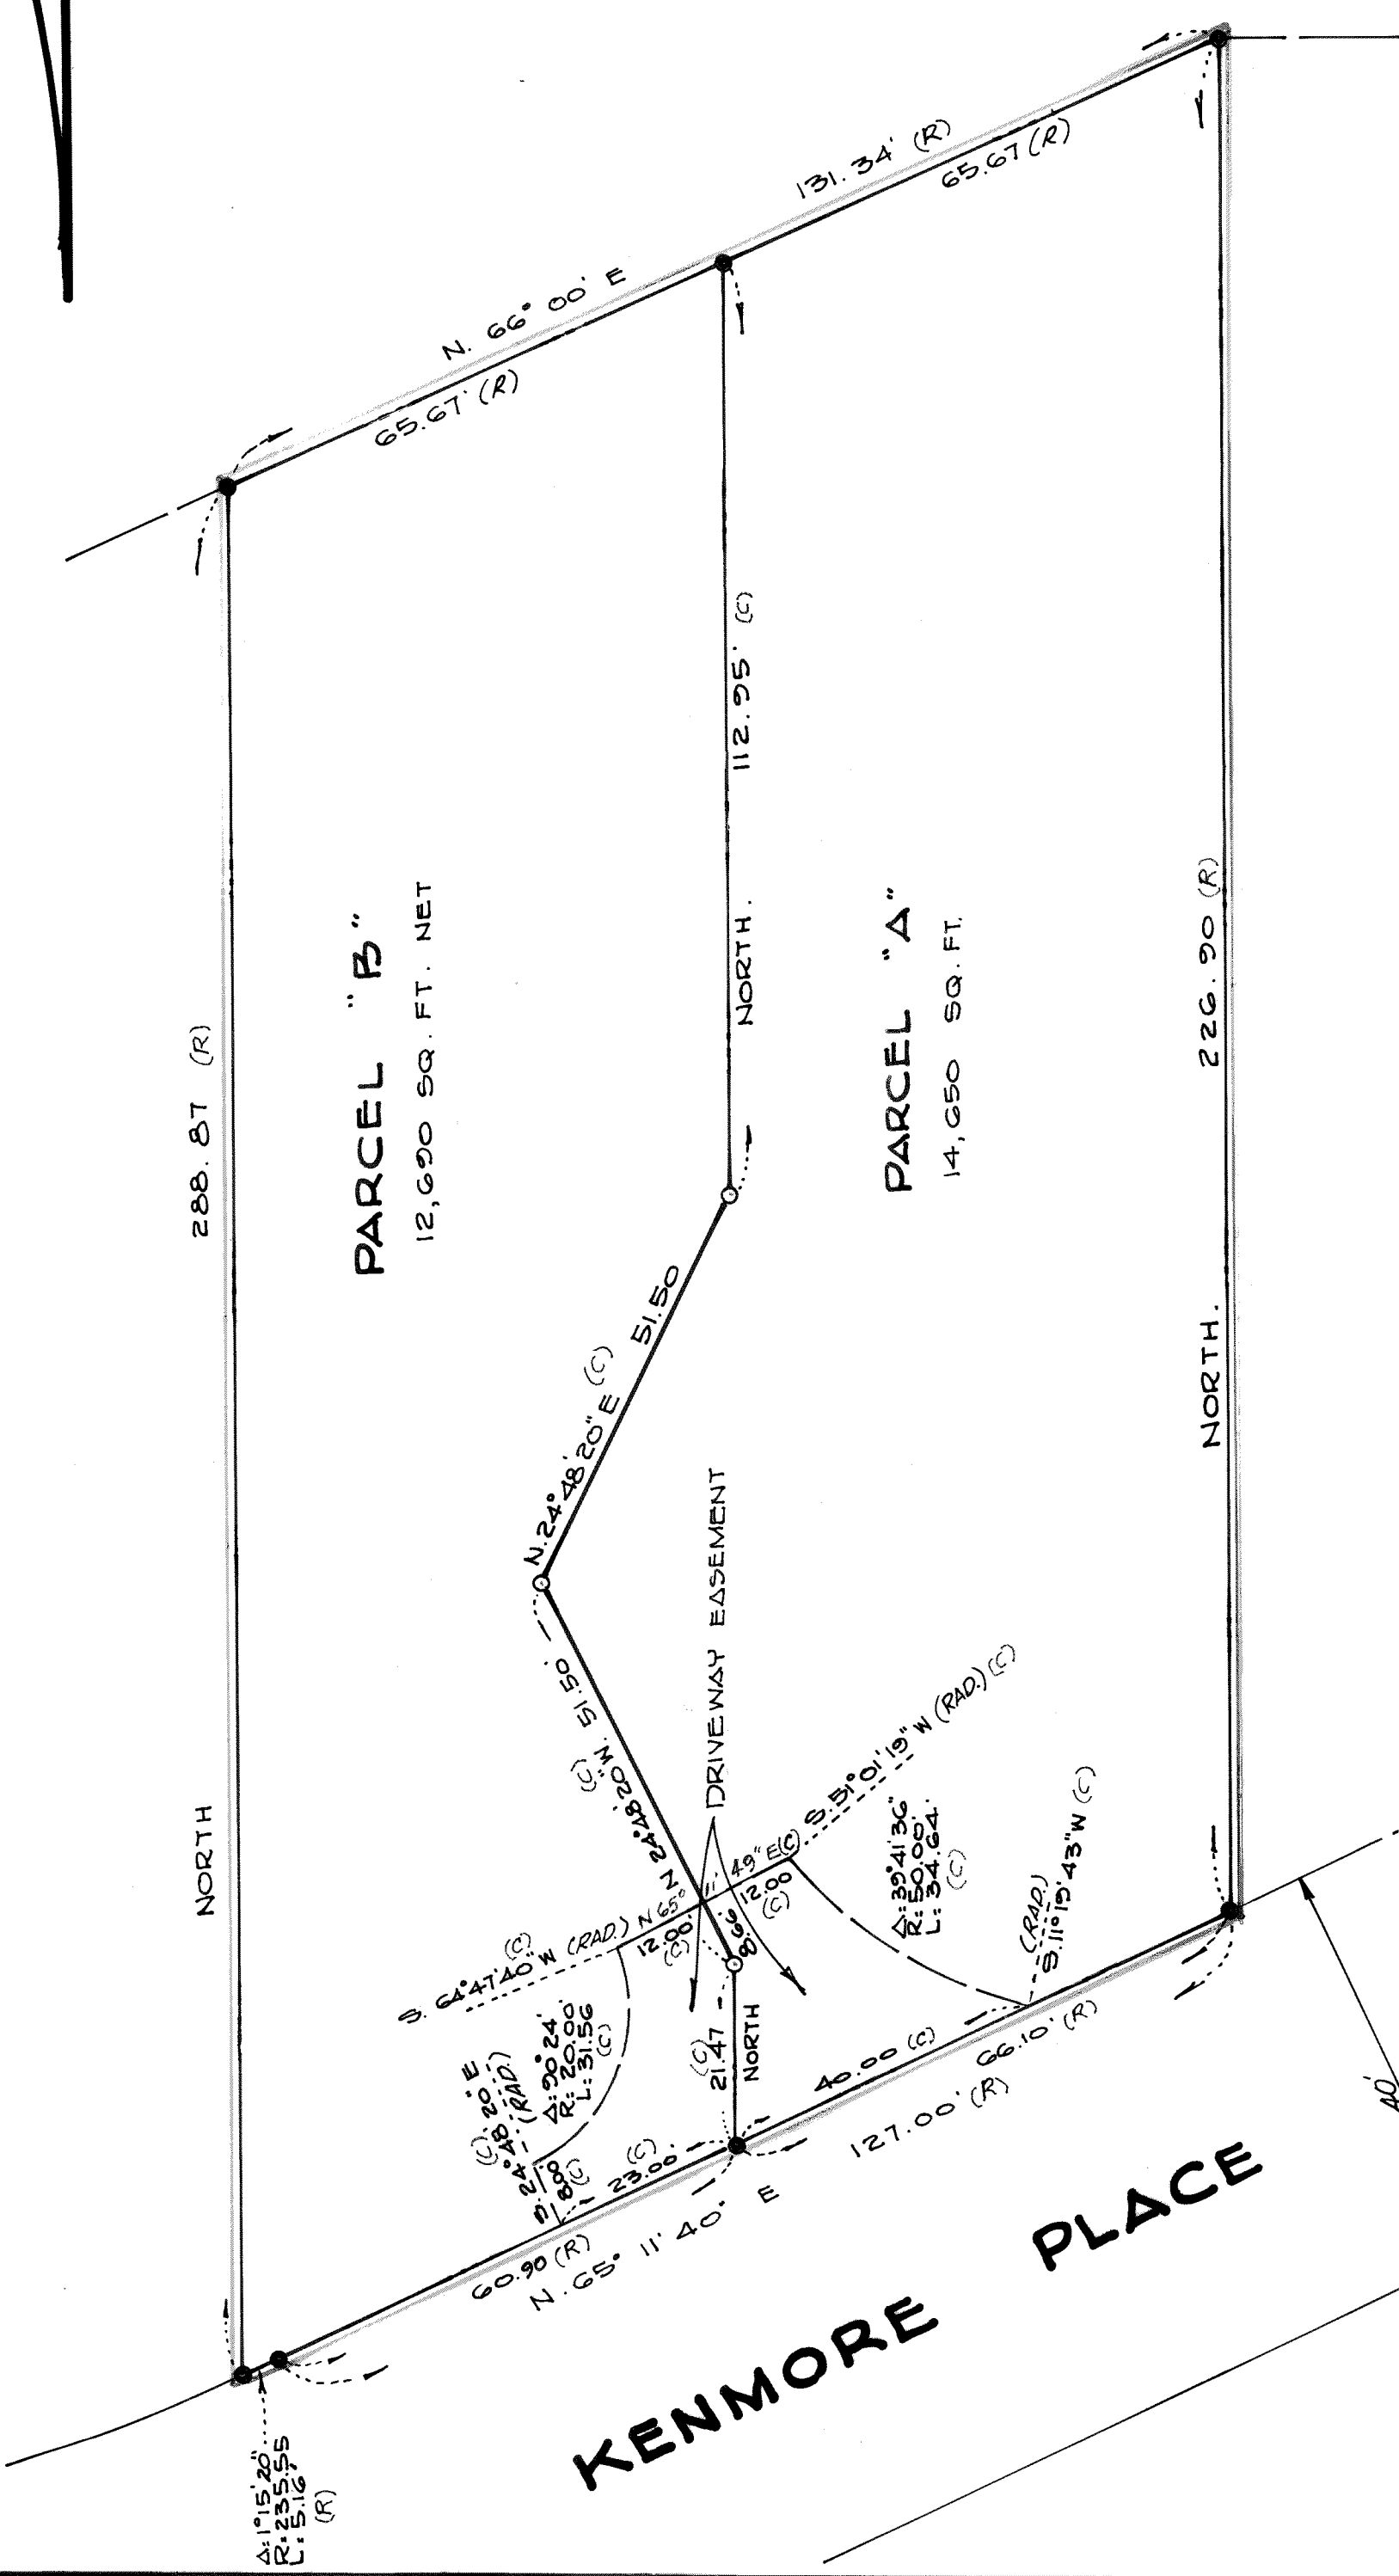 131.34' (R)
65.67 (R)
N. 66° 00' E
65.67' (R)
288.87 (R)
NORTH
PARCEL "B"
12,690 SQ. FT. NET
112.95' (C)
NORTH.
PARCEL "A"
14,650 SQ. FT.
226.90 (R)
NORTH.
N. 24° 48' 20" E (C) 51.50
N 24° 48' 20" W. 51.50'
(C)
DRIVEWAY EASEMENT
S. 64° 47' 40" W (RAD.)
(C)
N 65° 11' 49" E (C)
12.00
(C)
12.00
(C)
8.66
S. 51° 01' 19" W (RAD.) (C)
Δ: 39° 41' 36"
R: 50.00'
L: 34.64'
(C)
(RAD.)
S. 11° 19' 43" W (C)
Δ: 90° 24'
R: 20.00'
L: 31.56
(C)
S. 24° 48' 20" E
(C) (RAD.)
8.00
(C)
23.00
(C)
21.47
(C)
NORTH
40.00 (C)
66.10' (R)
127.00' (R)
60.90 (R)
N. 65° 11' 40" E
KENMORE PLACE
40'
Δ: 1° 15' 20"
R: 235.55
L: 5.16'
(R)